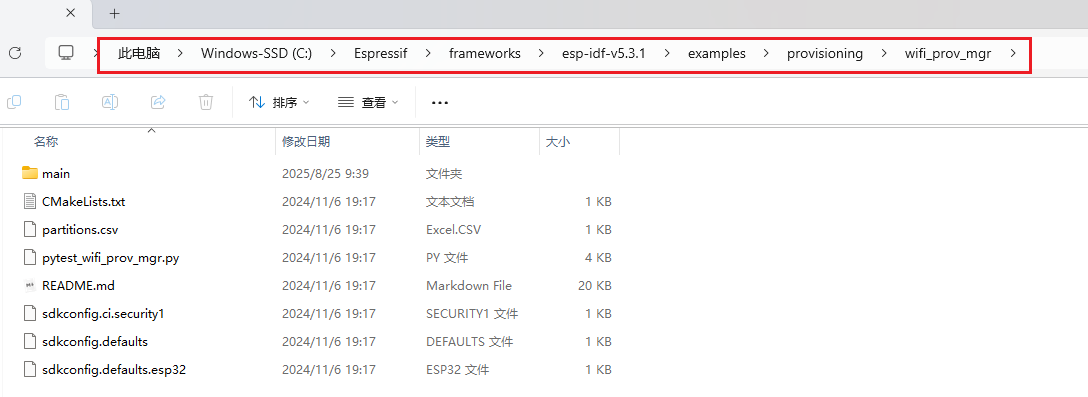 此电脑 > Windows-SSD (C:) > Espressif > frameworks > esp-idf-v5.3.1 > examples > provisioning > wifi_prov_mgr >
排序 查看 ...
名称 修改日期 类型 大小
main 2025/8/25 9:39 文件夹
CMakeLists.txt 2024/11/6 19:17 文本文档 1 KB
partitions.csv 2024/11/6 19:17 Excel.CSV 1 KB
pytest_wifi_prov_mgr.py 2024/11/6 19:17 PY 文件 4 KB
README.md 2024/11/6 19:17 Markdown File 20 KB
sdkconfig.ci.security1 2024/11/6 19:17 SECURITY1 文件 1 KB
sdkconfig.defaults 2024/11/6 19:17 DEFAULTS 文件 1 KB
sdkconfig.defaults.esp32 2024/11/6 19:17 ESP32 文件 1 KB